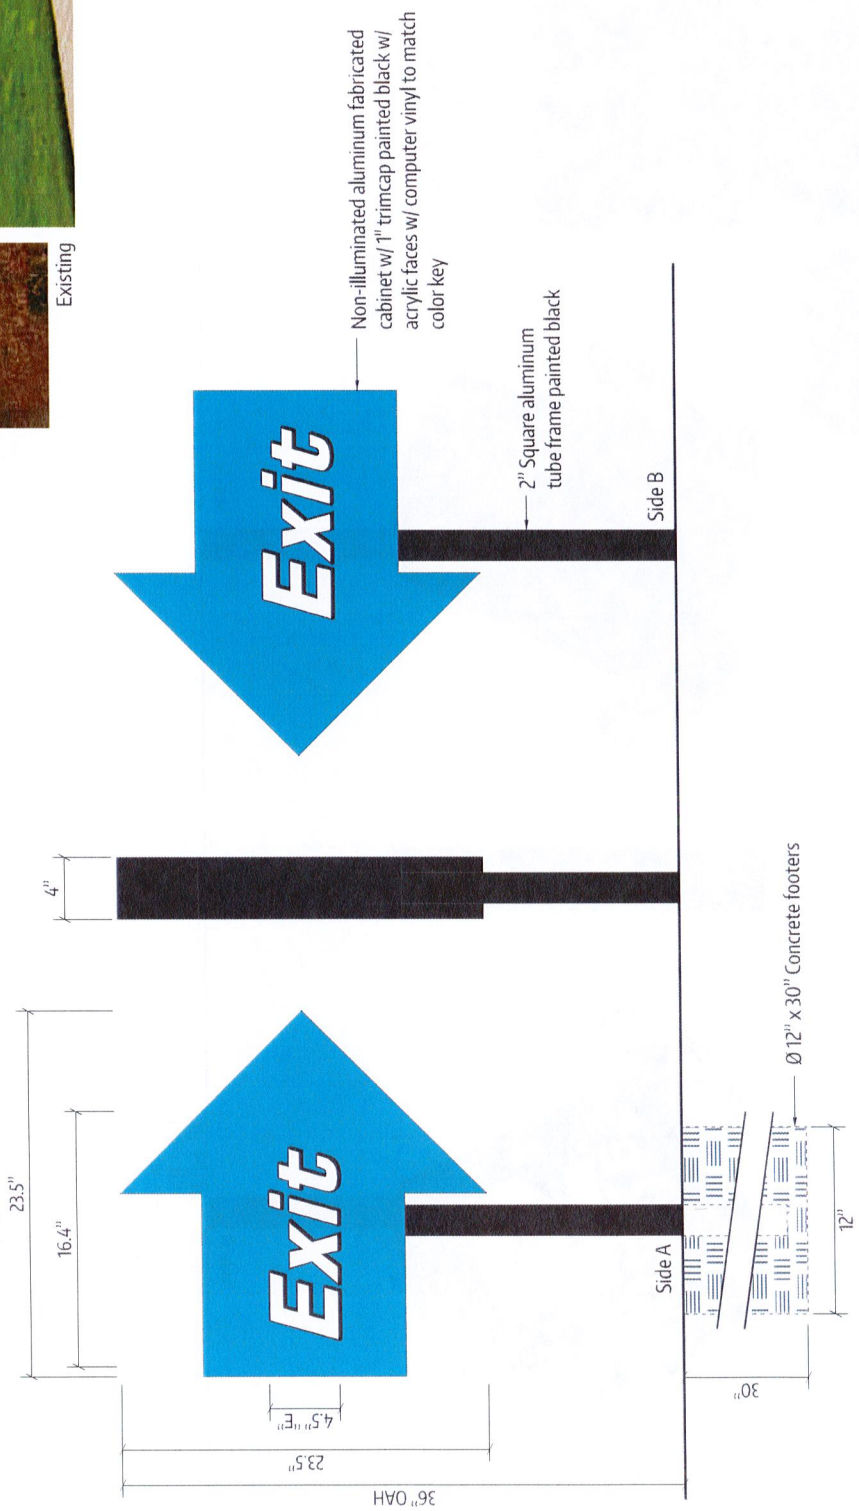 Existing
23.5"
16.4"
4"
4.5" "E"
23.5"
36" OAH
Exit
Exit
Non-illuminated aluminum fabricated
cabinet w/ 1" trimcap painted black w/
acrylic faces w/ computer vinyl to match
color key
2" Square aluminum
tube frame painted black
Side A
Side B
30"
12"
Ø 12" x 30" Concrete footers